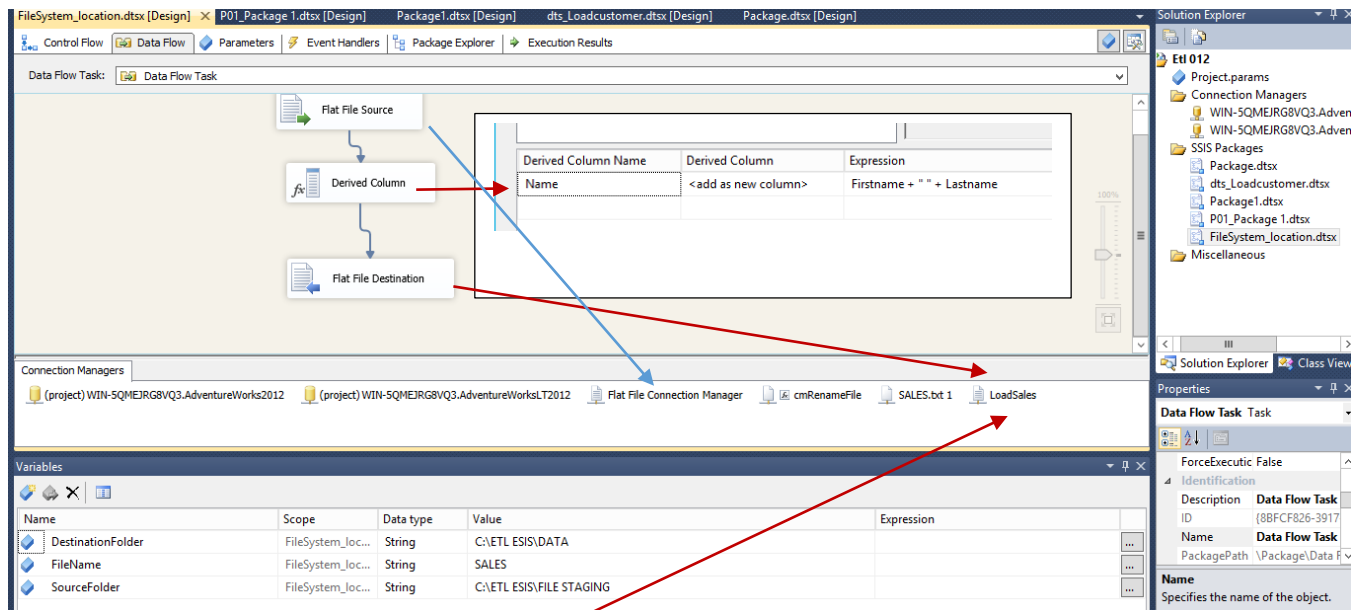 FileSystem_location.dtsx [Design] P01_Package 1.dtsx [Design] Package1.dtsx [Design] dts_Loadcustomer.dtsx [Design] Package.dtsx [Design]
Control Flow Data Flow Parameters Event Handlers Package Explorer Execution Results
Data Flow Task: Data Flow Task
Flat File Source
Derived Column
Flat File Destination
Derived Column Name Derived Column Expression
Name <add as new column> Firstname + " " + Lastname
100%
Connection Managers
(project) WIN-5QMEJRG8VQ3.AdventureWorks2012 (project) WIN-5QMEJRG8VQ3.AdventureWorksLT2012 Flat File Connection Manager cmRenameFile SALES.txt 1 LoadSales
Variables
Name Scope Data type Value Expression
DestinationFolder FileSystem_loc... String C:\ETL ESIS\DATA ...
FileName FileSystem_loc... String SALES ...
SourceFolder FileSystem_loc... String C:\ETL ESIS\FILE STAGING ...
Solution Explorer
Etl 012
Project.params
Connection Managers
WIN-5QMEJRG8VQ3.Adven
WIN-5QMEJRG8VQ3.Adven
SSIS Packages
Package.dtsx
dts_Loadcustomer.dtsx
Package1.dtsx
P01_Package 1.dtsx
FileSystem_location.dtsx
Miscellaneous
Solution Explorer Class View
Properties
Data Flow Task Task
ForceExecutic False
Identification
Description Data Flow Task
ID {8BFCF826-3917
Name Data Flow Task
PackagePath \Package\Data F
Name
Specifies the name of the object.